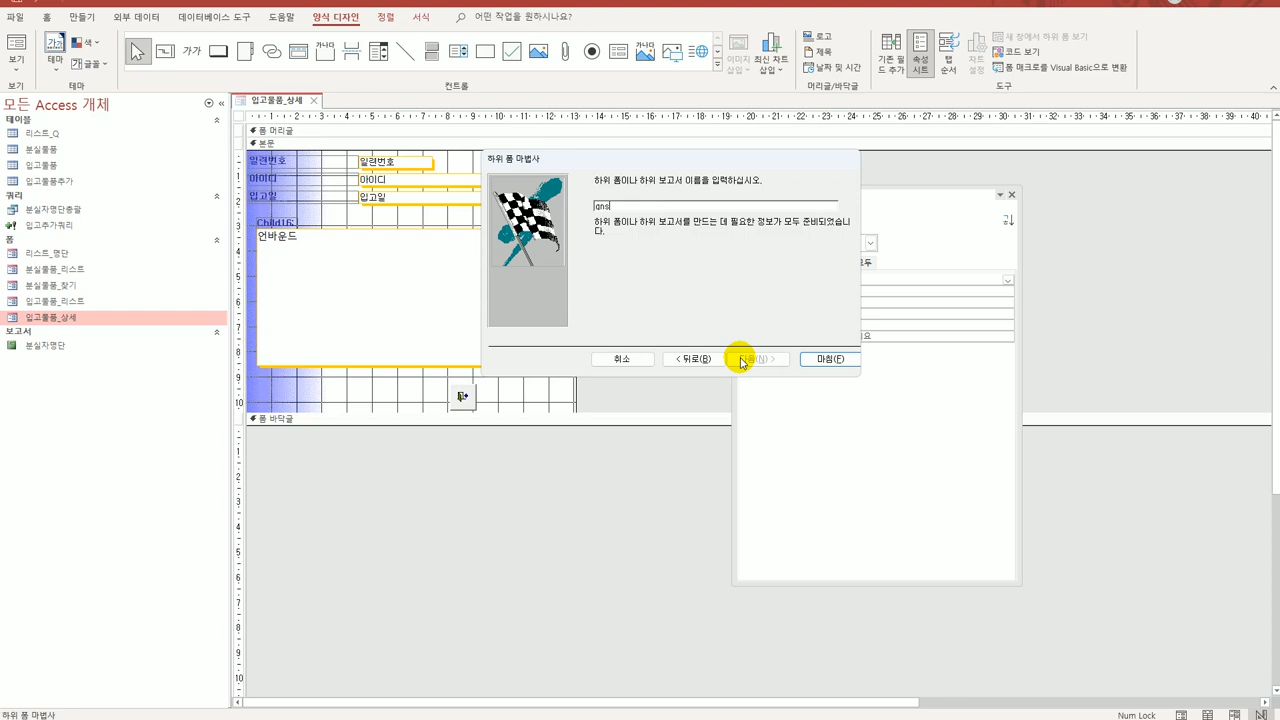 파일 홈 만들기 외부 데이터 데이터베이스 도구 도움말 양식 디자인 정렬 서식 어떤 작업을 원하시나요?
보기 테마 색 글꼴 가가 가나다 가나다 이미지 삽입 최신 차트 삽입 로고 제목 날짜 및 시간 기존 필드 추가 속성 시트 탭 순서 차트 설정 새 창에서 하위 폼 보기 코드 보기 폼 매크로를 Visual Basic으로 변환
보기 테마 컨트롤 머리글/바닥글 도구
모든 Access 개체
테이블
리스트_Q
분실물품
입고물품
입고물품추가
쿼리
분실자명단총괄
입고추가쿼리
폼
리스트_명단
분실물품_리스트
분실물품_찾기
입고물품_리스트
입고물품_상세
보고서
분실자명단
입고물품_상세
폼 머리글
본문
일련번호 일련번호
아이디 아이디
입고일 입고일
Child16
언바운드
폼 바닥글
하위 폼 마법사
하위 폼이나 하위 보고서 이름을 입력하십시오.
qns
하위 폼이나 하위 보고서를 만드는 데 필요한 정보가 모두 준비되었습니
다.
취소 < 뒤로(B) (N) > 마침(F)
모두
요
하위 폼 마법사 Num Lock